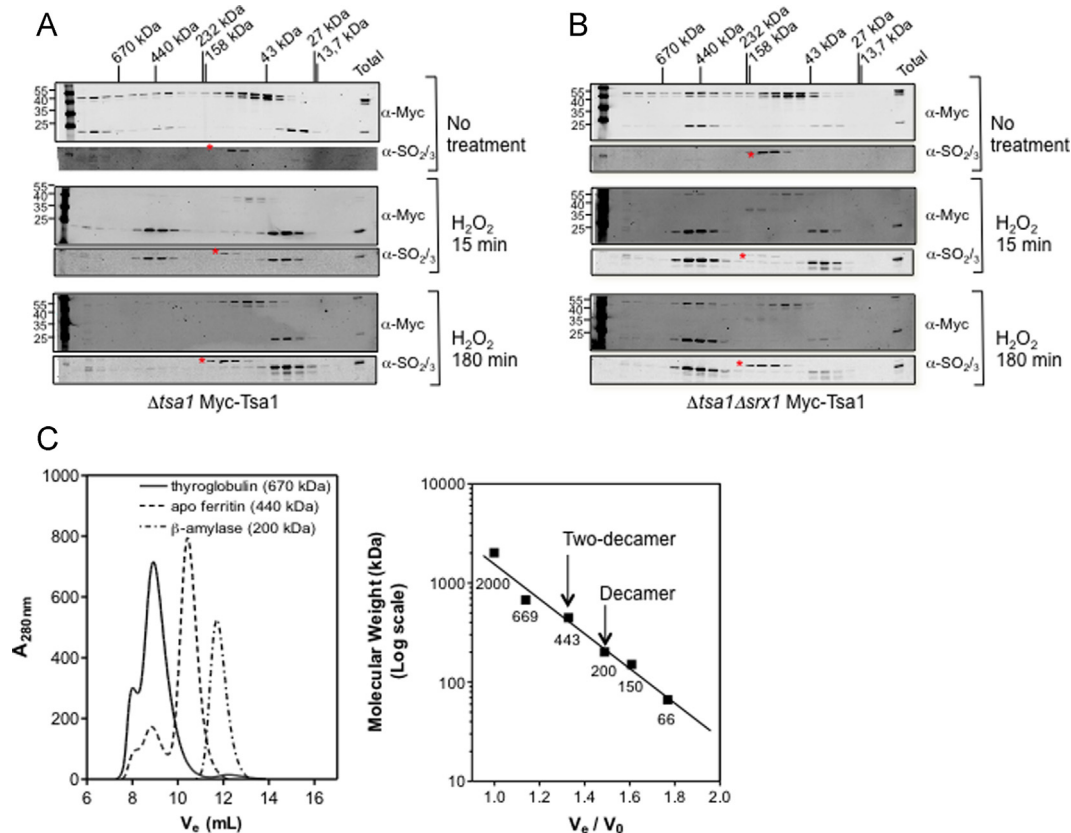 A
670 kDa
440 kDa
232 kDa
158 kDa
43 kDa
27 kDa
13,7 kDa
Total
55
40
35
25
α-Myc
α-SO₂/₃
No
treatment
55
40
35
25
α-Myc
α-SO₂/₃
H₂O₂
15 min
55
40
35
25
α-Myc
α-SO₂/₃
H₂O₂
180 min
Δtsa1 Myc-Tsa1
B
670 kDa
440 kDa
232 kDa
158 kDa
43 kDa
27 kDa
13,7 kDa
Total
55
40
35
25
α-Myc
α-SO₂/₃
No
treatment
55
40
35
25
α-Myc
α-SO₂/₃
H₂O₂
15 min
55
40
35
25
α-Myc
α-SO₂/₃
H₂O₂
180 min
Δtsa1Δsrx1 Myc-Tsa1
C
1000
800
600
400
200
0
A280nm
thyroglobulin (670 kDa)
apo ferritin (440 kDa)
β-amylase (200 kDa)
6 8 10 12 14 16
Ve (mL)
10000
1000
100
10
Molecular Weight (kDa)
(Log scale)
Two-decamer
Decamer
2000
669
443
200
150
66
1.0 1.2 1.4 1.6 1.8 2.0
Ve / V0